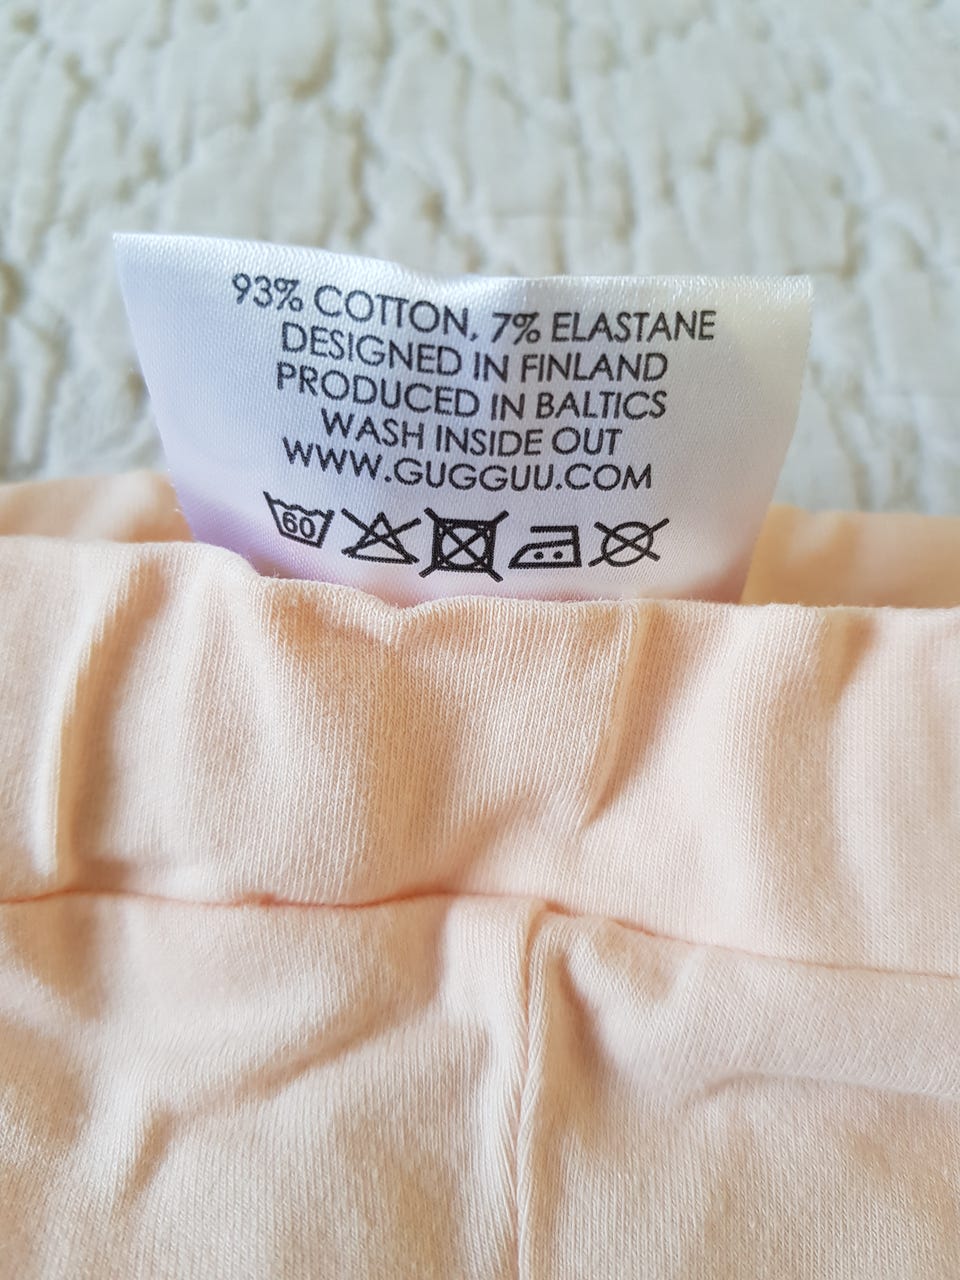 93% COTTON, 7% ELASTANE
DESIGNED IN FINLAND
PRODUCED IN BALTICS
WASH INSIDE OUT
WWW.GUGGUU.COM
60